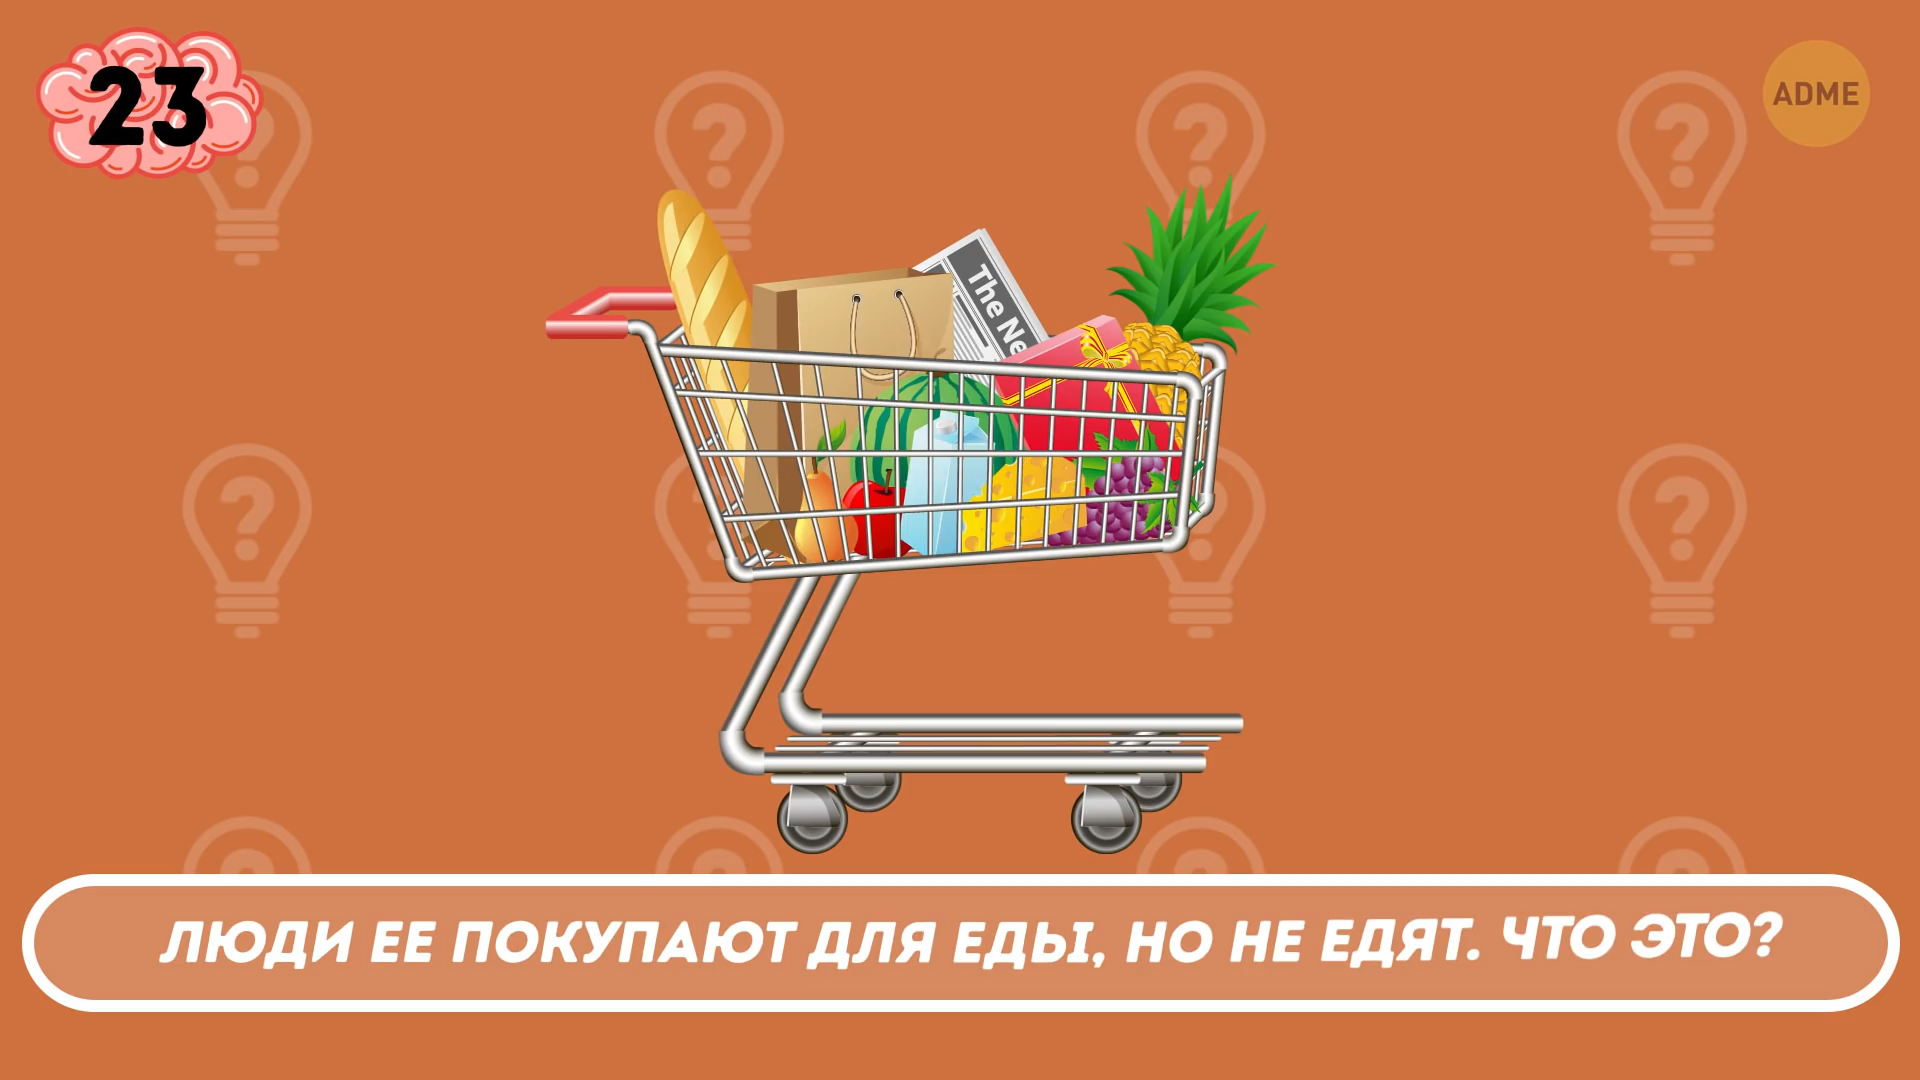 23
ADME
The Ne
ЛЮДИ ЕЕ ПОКУПАЮТ ДЛЯ ЕДЫ, НО НЕ ЕДЯТ. ЧТО ЭТО?